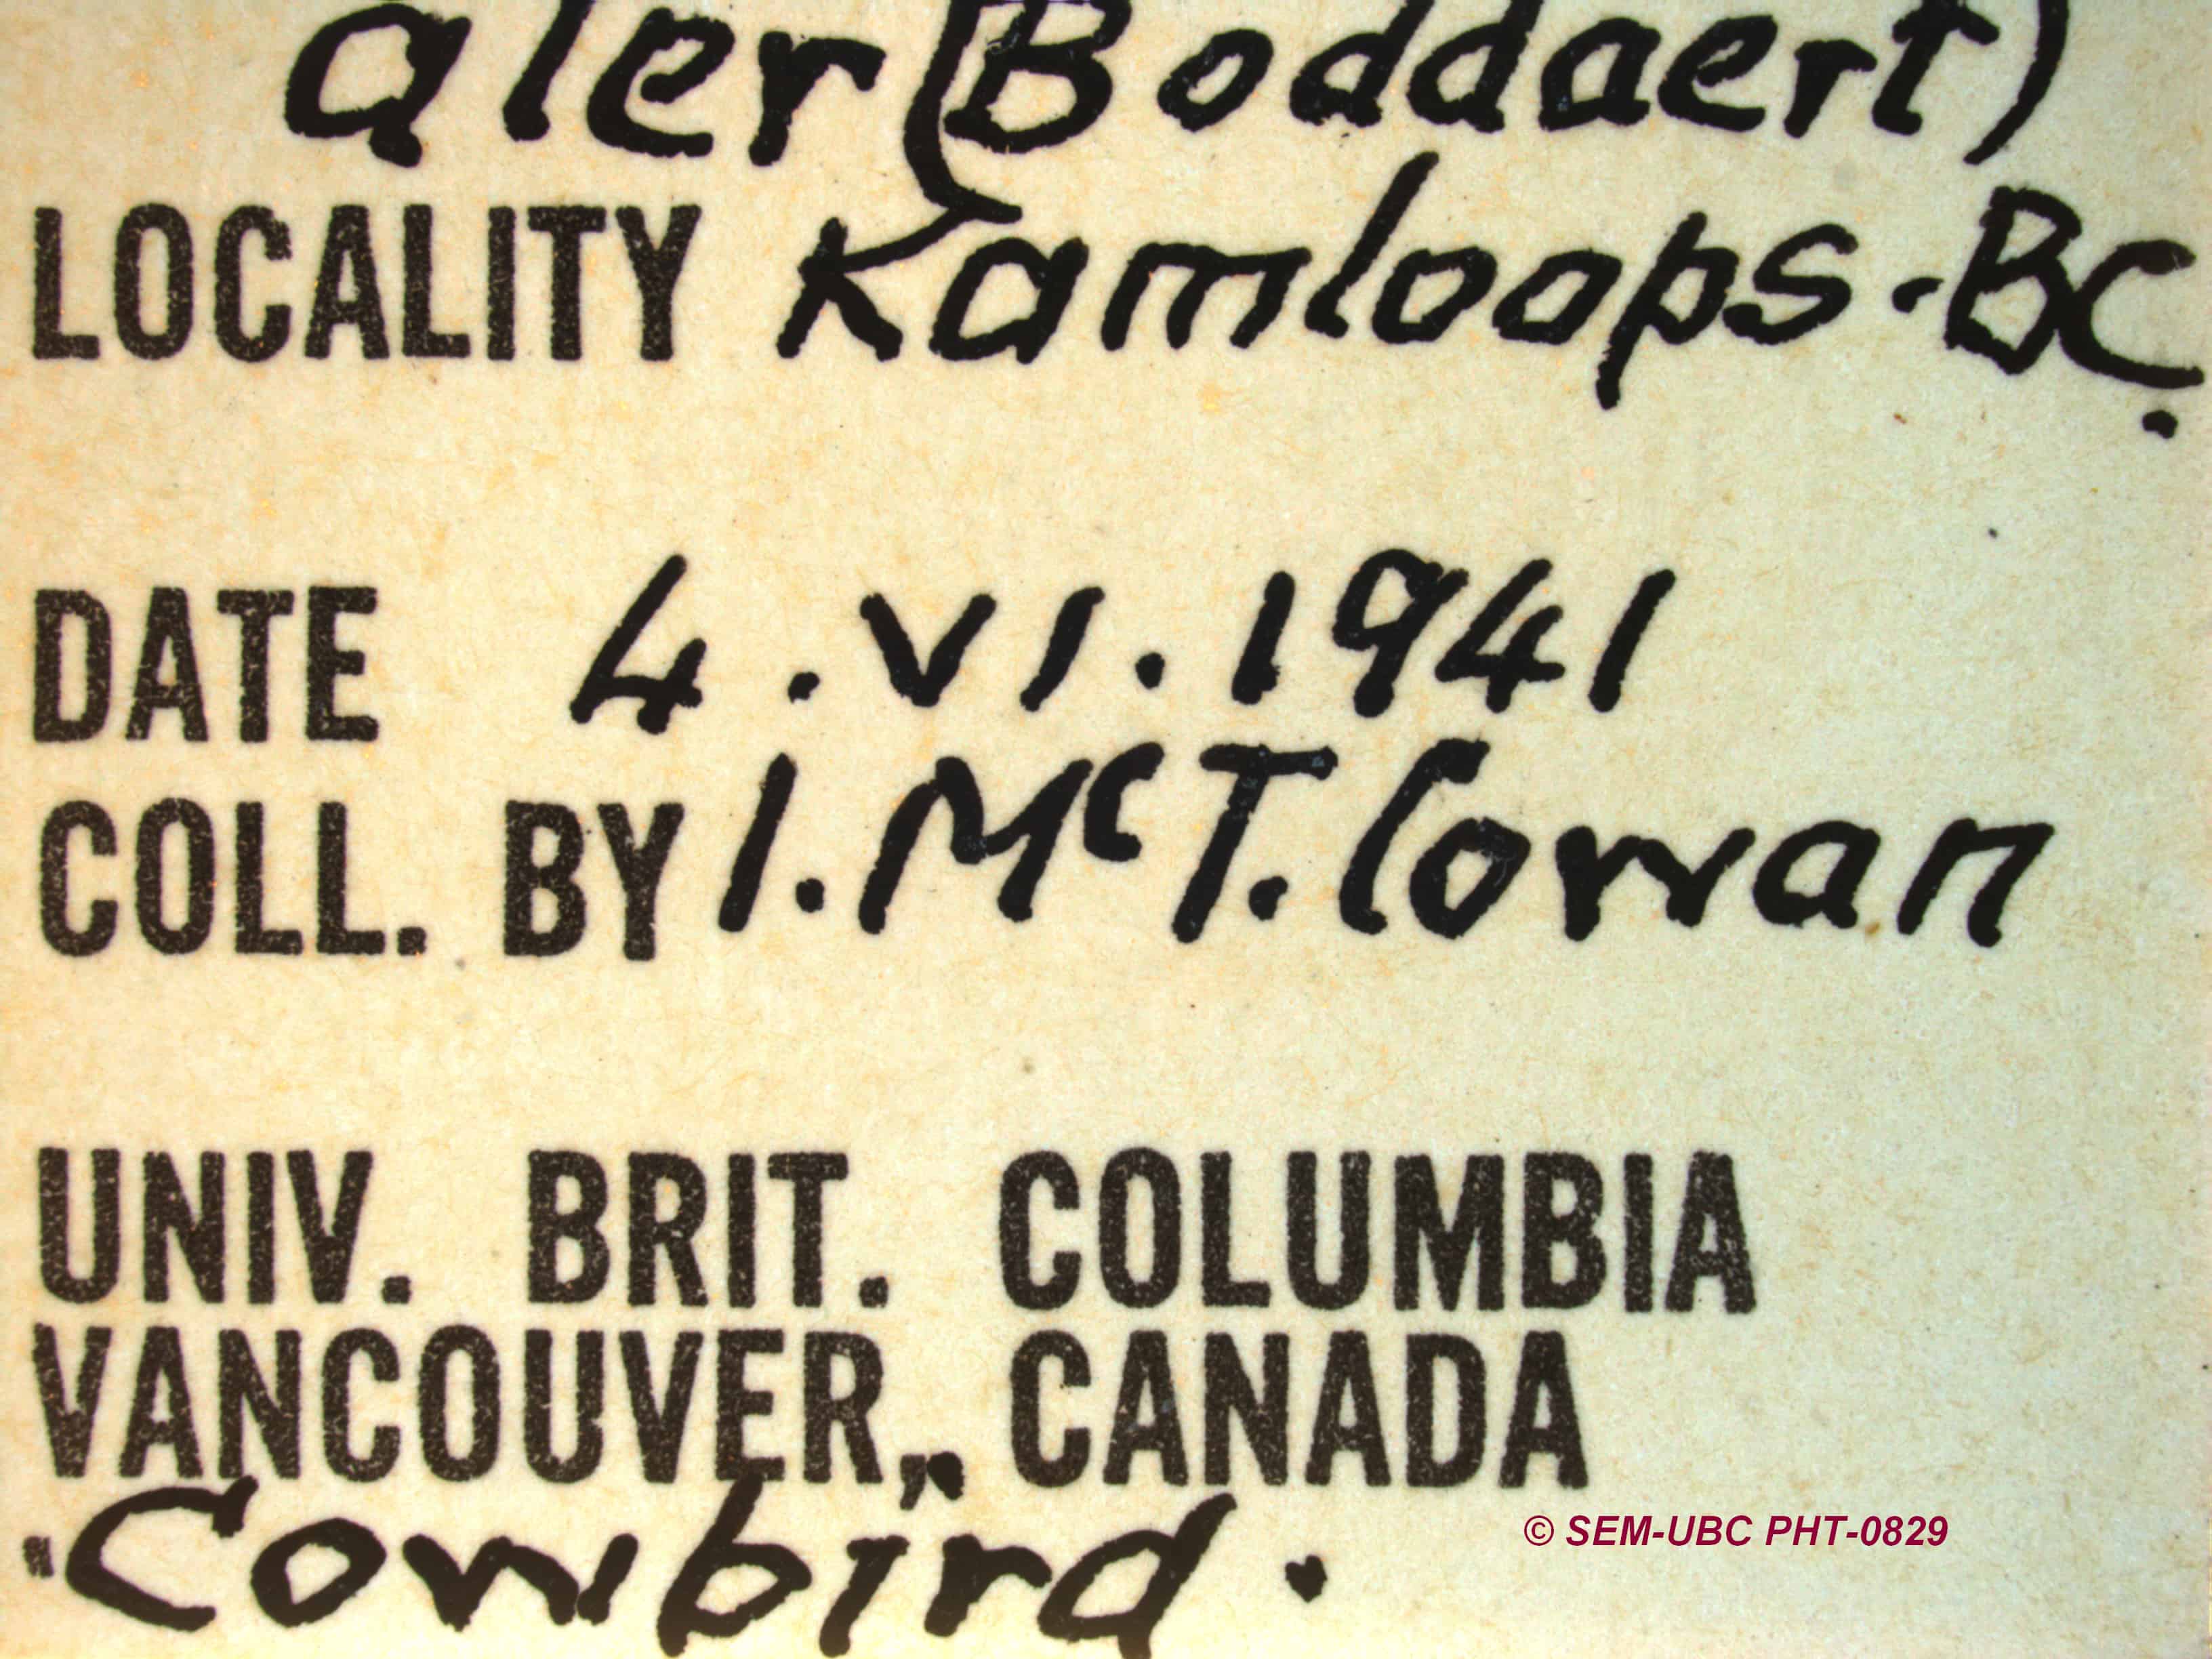 ater (Boddaert)
LOCALITY Kamloops - BC.
DATE 4. VI. 1941
COLL. BY I. McT. Cowan
UNIV. BRIT. COLUMBIA
VANCOUVER, CANADA
Cowbird.
© SEM-UBC PHT-0829